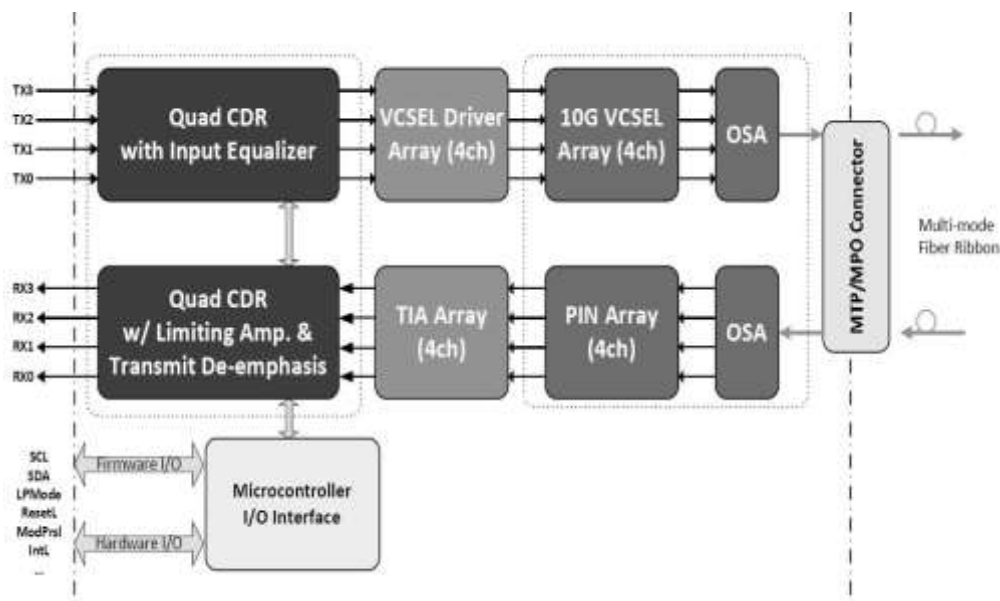 TX3
TX2
TX1
TX0
Quad CDR
with Input Equalizer
VCSEL Driver
Array (4ch)
10G VCSEL
Array (4ch)
OSA
MTP/MPO Connector
Multi-mode
Fiber Ribbon
RX3
RX2
RX1
RX0
Quad CDR
w/ Limiting Amp. &
Transmit De-emphasis
TIA Array
(4ch)
PIN Array
(4ch)
OSA
SCL
SDA
LPMode
ResetL
ModPrsl
IntL
...
Firmware I/O
Hardware I/O
Microcontroller
I/O Interface